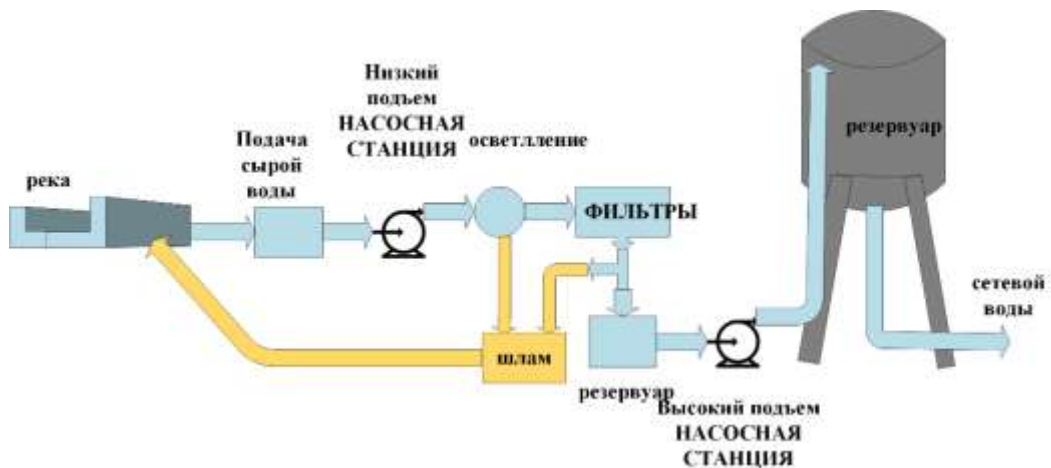 река
Подача
сырой
воды
Низкий
подъем
НАСОСНАЯ
СТАНЦИЯ
осветлление
ФИЛЬТРЫ
шлам
резервуар
Высокий подъем
НАСОСНАЯ
СТАНЦИЯ
резервуар
сетевой
воды